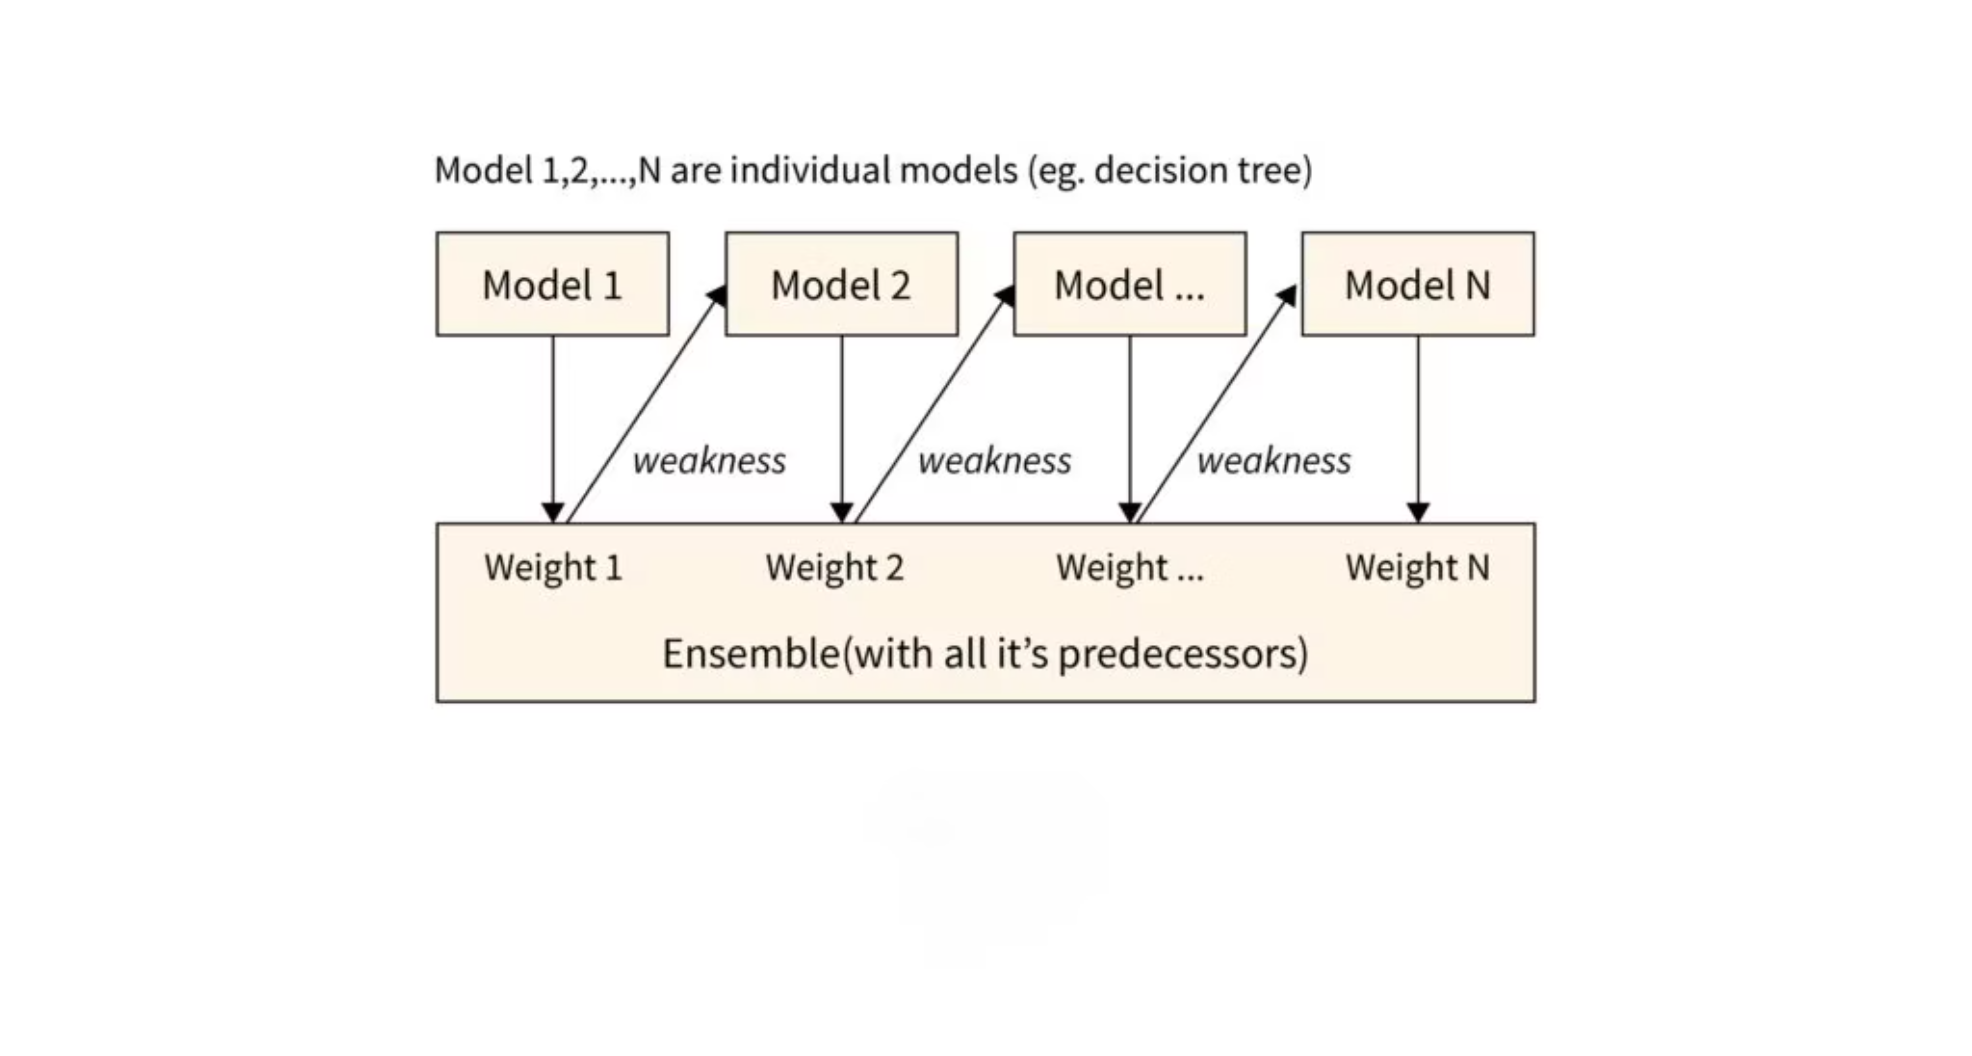 Model 1,2,...,N are individual models (eg. decision tree)
Model 1
Model 2
Model ...
Model N
weakness
weakness
weakness
Weight 1
Weight 2
Weight ...
Weight N
Ensemble(with all it’s predecessors)